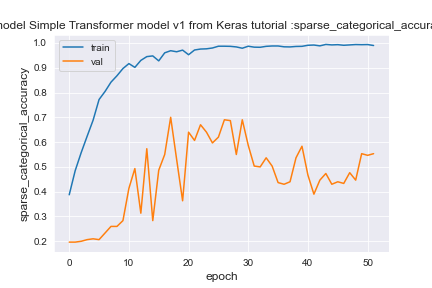 model Simple Transformer model v1 from Keras tutorial :sparse_categorical_accura
train
val
sparse_categorical_accuracy
1.0
0.9
0.8
0.7
0.6
0.5
0.4
0.3
0.2
0 10 20 30 40 50
epoch